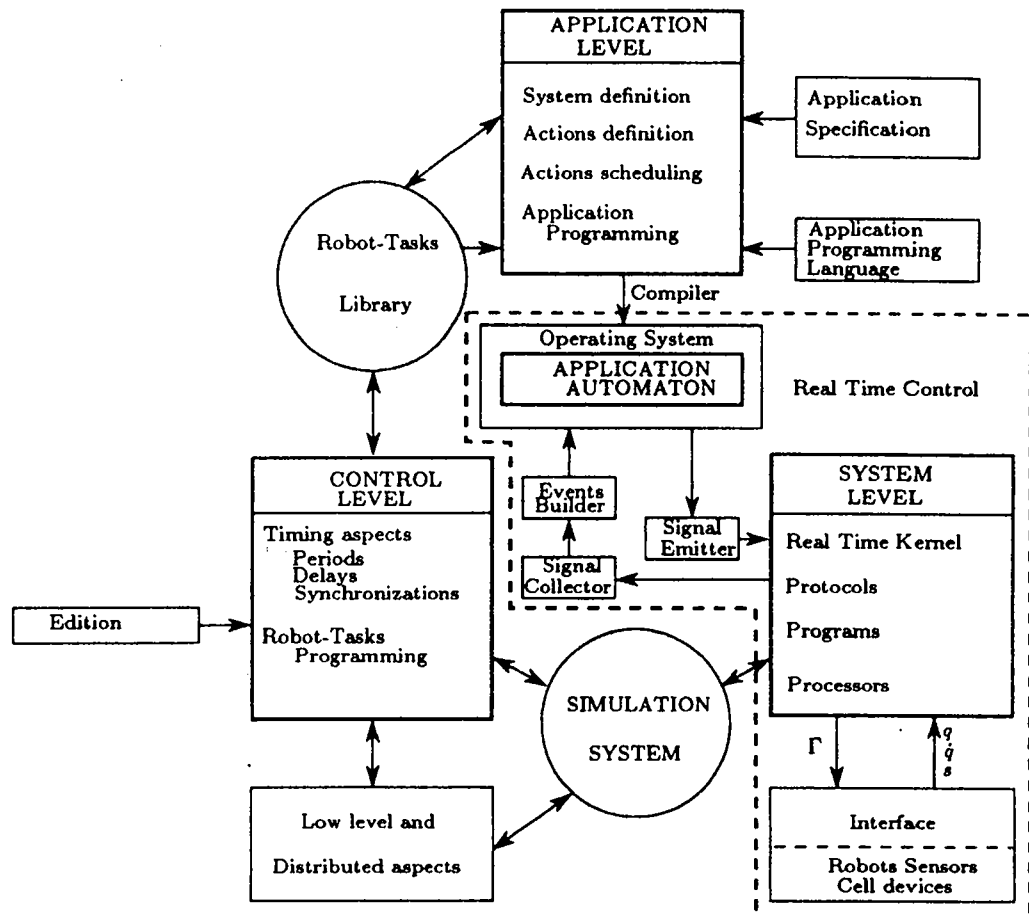 APPLICATION
LEVEL
System definition
Actions definition
Actions scheduling
Application
Programming
Application
Specification
Application
Programming
Language
Robot-Tasks
Library
Compiler
Operating System
APPLICATION
AUTOMATON
Real Time Control
CONTROL
LEVEL
Timing aspects
Periods
Delays
Synchronizations
Robot-Tasks
Programming
Edition
Events
Builder
Signal
Collector
Signal
Emitter
SYSTEM
LEVEL
Real Time Kernel
Protocols
Programs
Processors
SIMULATION
SYSTEM
Low level and
Distributed aspects
Γ
q
q̇
s
Interface
Robots Sensors
Cell devices